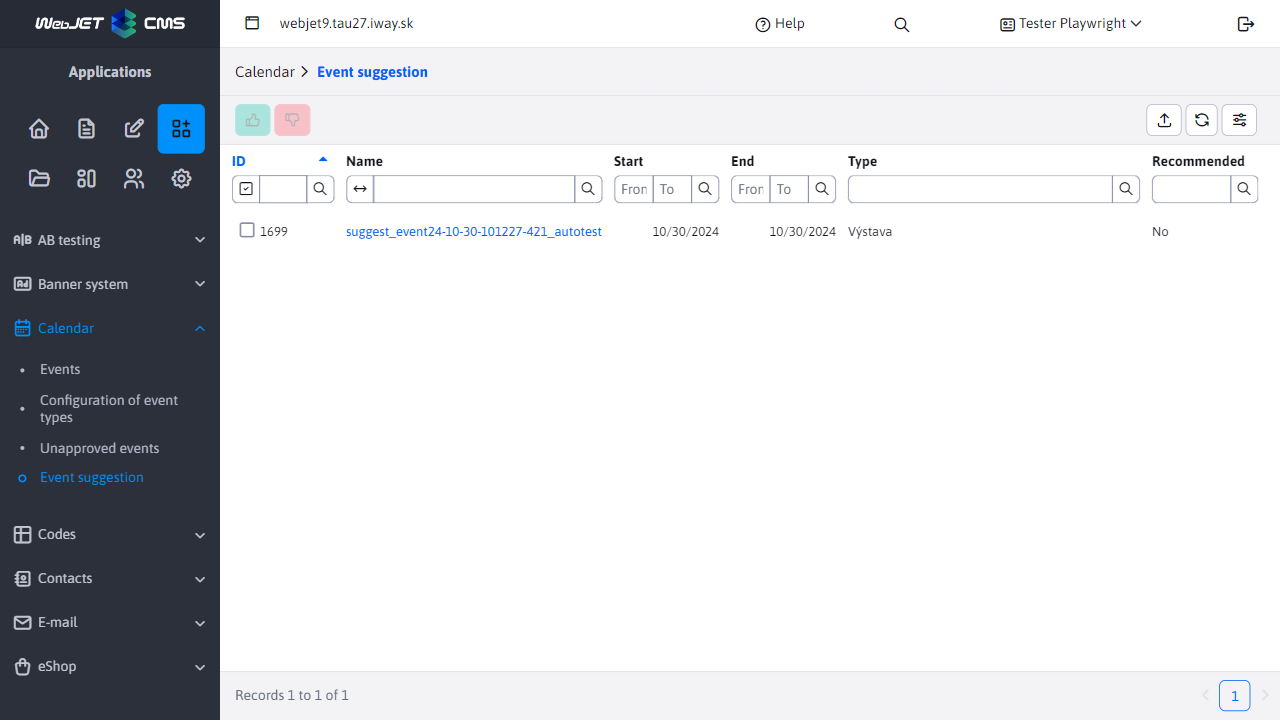 WebJET CMS
webjet9.tau27.iway.sk
Help
Tester Playwright
Applications
Calendar
Event suggestion
ID
Name
Start
End
Type
Recommended
From
To
From
To
1699
suggest_event24-10-30-101227-421_autotest
10/30/2024
10/30/2024
Výstava
No
A|B AB testing
Ad Banner system
Calendar
Events
Configuration of event
types
Unapproved events
Event suggestion
Codes
Contacts
E-mail
eShop
Records 1 to 1 of 1
1